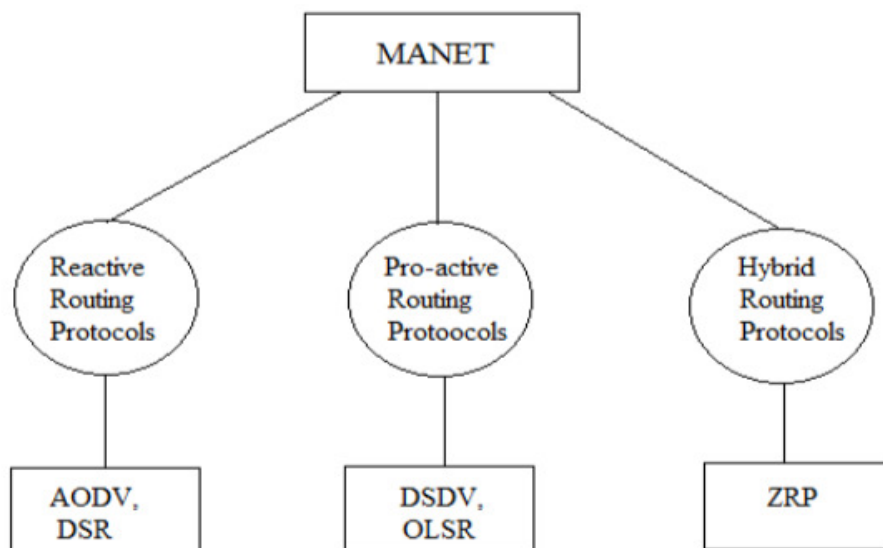 MANET
Reactive
Routing
Protocols
Pro-active
Routing
Protoocols
Hybrid
Routing
Protocols
AODV,
DSR
DSDV,
OLSR
ZRP